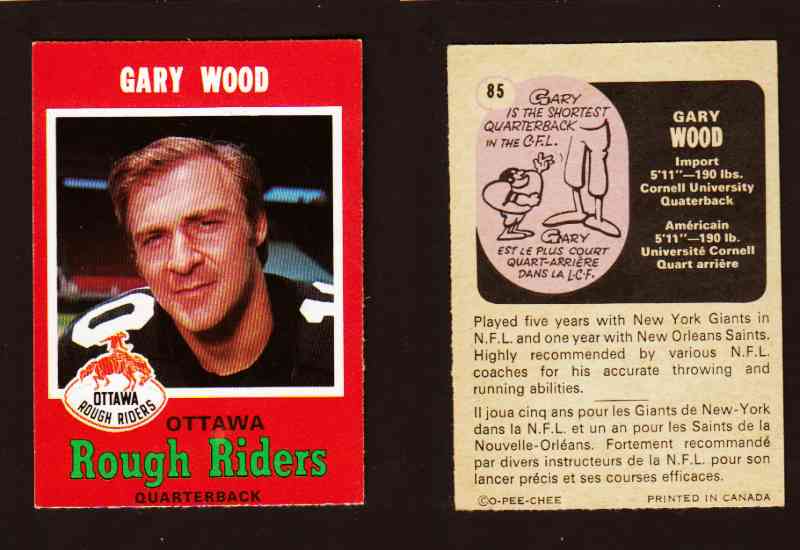 GARY WOOD
OTTAWA
ROUGH RIDERS
OTTAWA
Rough Riders
QUARTERBACK
85
GARY
IS THE SHORTEST
QUARTERBACK
IN THE C.F.L.
GARY
EST LE PLUS COURT
QUART-ARRIÈRE
DANS LA L.C.F.
GARY
WOOD
Import
5'11"—190 lbs.
Cornell University
Quaterback
Américain
5'11"—190 lb.
Université Cornell
Quart arrière
Played five years with New York Giants in
N.F.L. and one year with New Orleans Saints.
Highly recommended by various N.F.L.
coaches for his accurate throwing and
running abilities.
Il joua cinq ans pour les Giants de New-York
dans la N.F.L. et un an pour les Saints de la
Nouvelle-Orléans. Fortement recommandé
par divers instructeurs de la N.F.L. pour son
lancer précis et ses courses efficaces.
©O-PEE-CHEE PRINTED IN CANADA